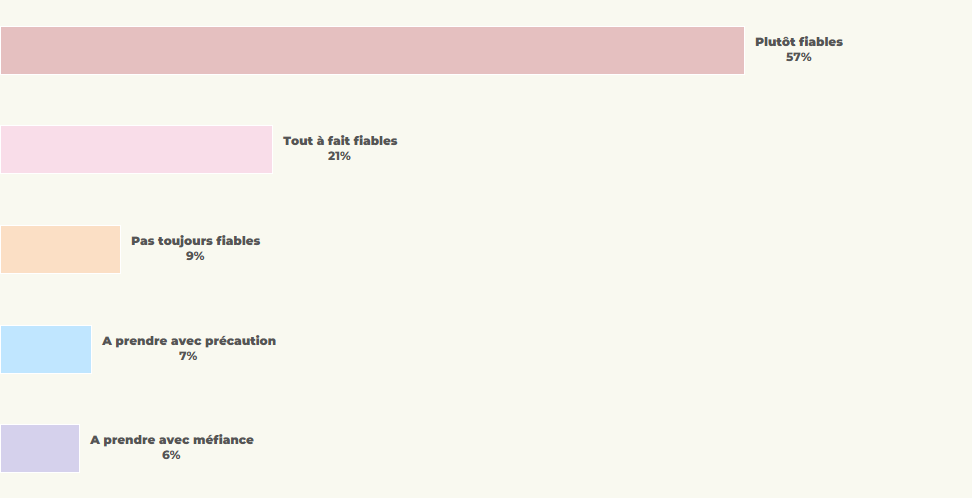 Plutôt fiables
57%
Tout à fait fiables
21%
Pas toujours fiables
9%
A prendre avec précaution
7%
A prendre avec méfiance
6%